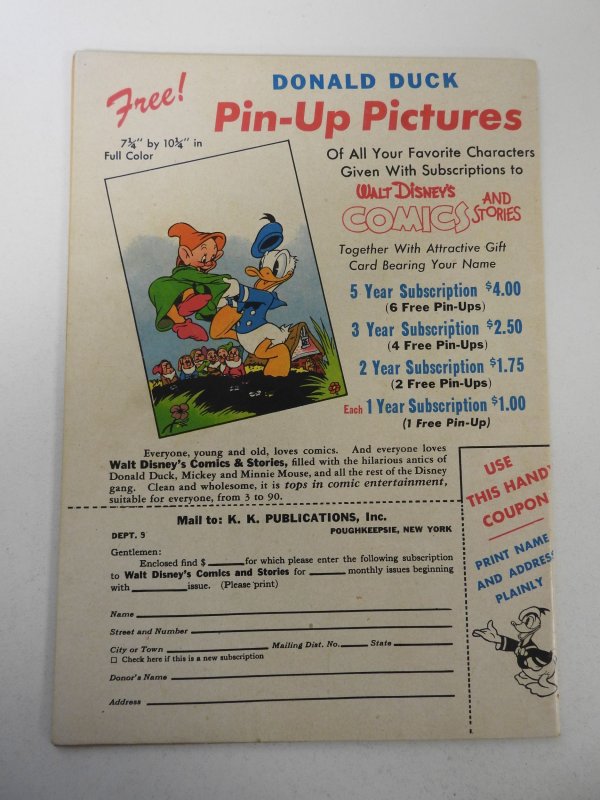 Free!
7¼" by 10¼" in
Full Color
DONALD DUCK
Pin-Up Pictures
Of All Your Favorite Characters
Given With Subscriptions to
WALT DISNEY'S
COMICS AND STORIES
Together With Attractive Gift
Card Bearing Your Name
5 Year Subscription $4.00
(6 Free Pin-Ups)
3 Year Subscription $2.50
(4 Free Pin-Ups)
2 Year Subscription $1.75
(2 Free Pin-Ups)
Each 1 Year Subscription $1.00
(1 Free Pin-Up)
Everyone, young and old, loves comics. And everyone loves
Walt Disney's Comics & Stories, filled with the hilarious antics of
Donald Duck, Mickey and Minnie Mouse, and all the rest of the Disney
gang. Clean and wholesome, it is tops in comic entertainment,
suitable for everyone, from 3 to 90.
Mail to: K. K. PUBLICATIONS, Inc.
DEPT. 9 POUGHKEEPSIE, NEW YORK
Gentlemen:
Enclosed find $ for which please enter the following subscription
to Walt Disney's Comics and Stories for monthly issues beginning
with issue. (Please print)
Name
Street and Number
City or Town Mailing Dist. No. State
☐ Check here if this is a new subscription
Donor's Name
Address
USE
THIS HANDY
COUPON
PRINT NAME
AND ADDRESS
PLAINLY